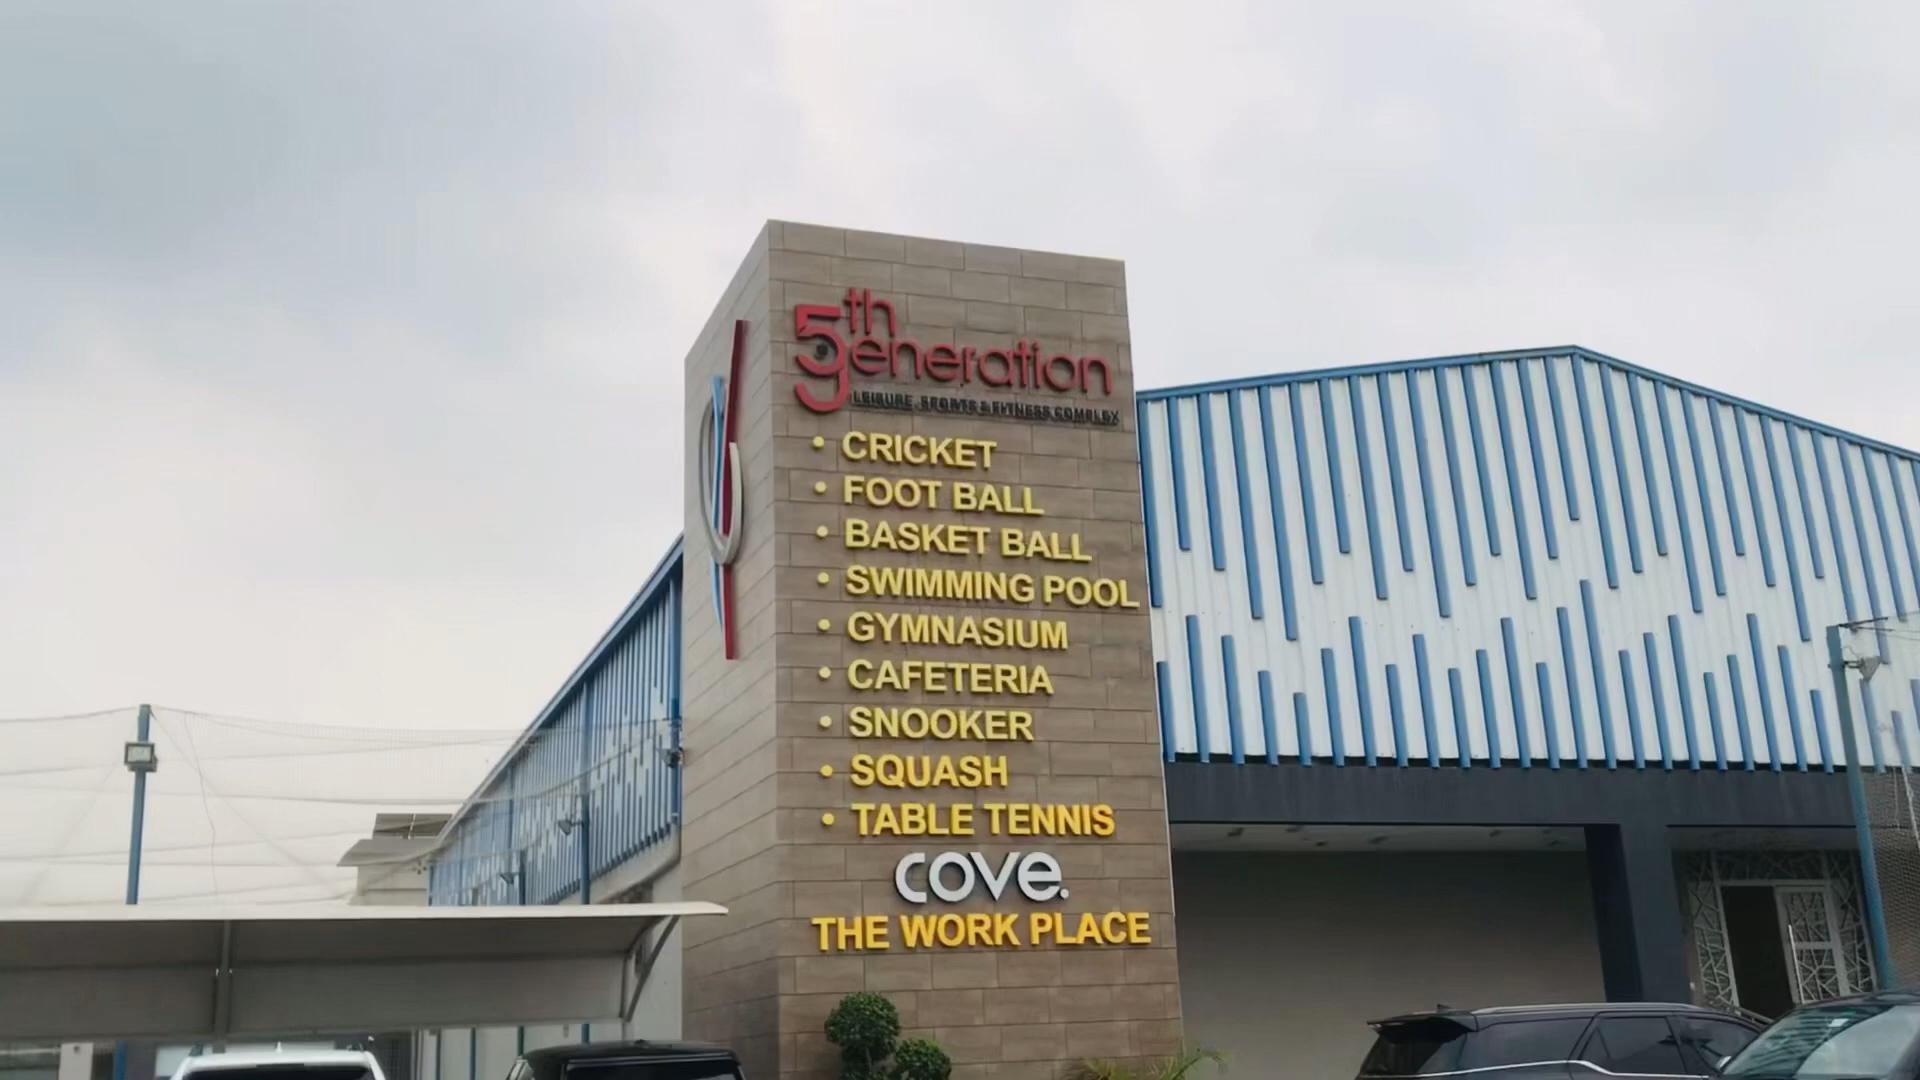 5th Generation
LEISURE, SPORTS & FITNESS COMPLEX
• CRICKET
• FOOT BALL
• BASKET BALL
• SWIMMING POOL
• GYMNASIUM
• CAFETERIA
• SNOOKER
• SQUASH
• TABLE TENNIS
cove.
THE WORK PLACE